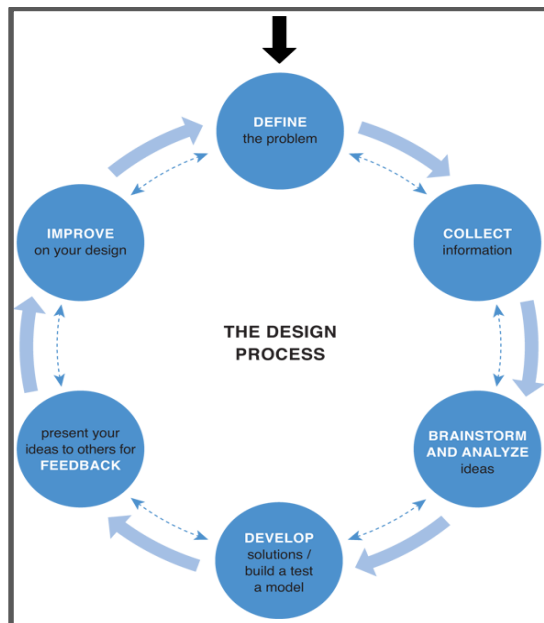 DEFINE
the problem
COLLECT
information
BRAINSTORM
AND ANALYZE
ideas
DEVELOP
solutions /
build a test
a model
present your
ideas to others for
FEEDBACK
IMPROVE
on your design
THE DESIGN
PROCESS